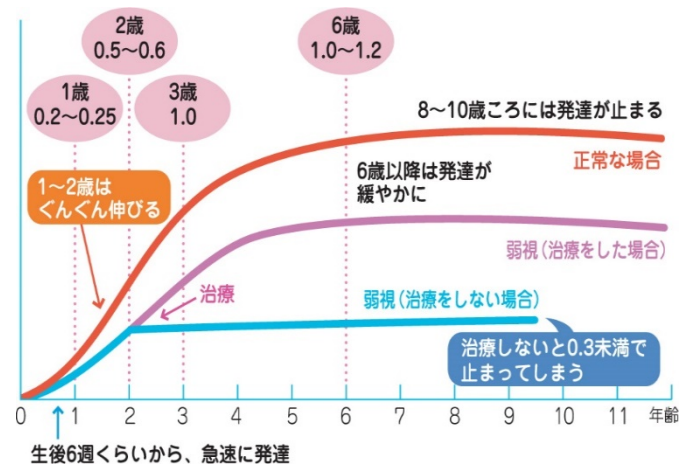 2歳
0.5〜0.6
6歳
1.0〜1.2
1歳
0.2〜0.25
3歳
1.0
8〜10歳ころには発達が止まる
正常な場合
1〜2歳は
ぐんぐん伸びる
6歳以降は発達が
緩やかに
弱視(治療をした場合)
治療
弱視(治療をしない場合)
治療しないと0.3未満で
止まってしまう
0 1 2 3 4 5 6 7 8 9 10 11 年齢
生後6週くらいから、急速に発達